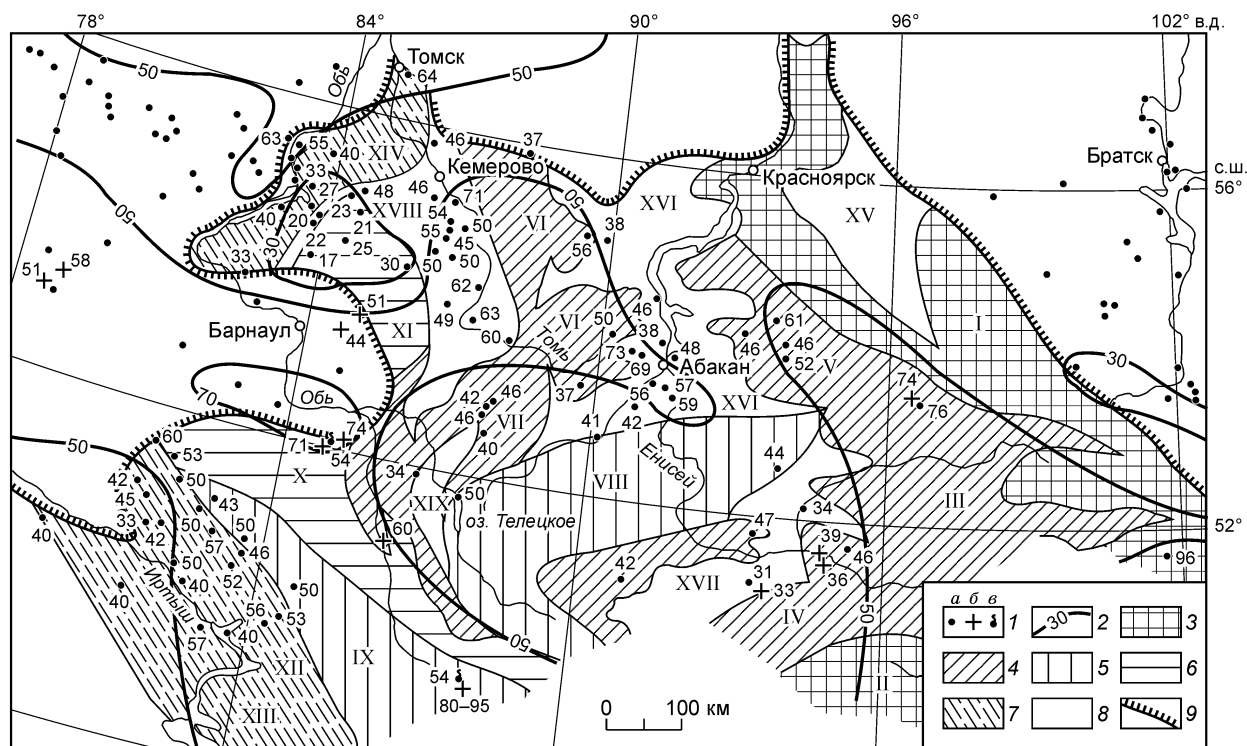 78° 84° 90° 96° 102° в.д.
Томск
50 50 64
Обь
63 55 46 37
40 XIV Братск
Кемерово с.ш.
33 Красноярск 56°
27 48 46 71 XVI
50 40 20 23 XVIII 54 50 XV
21 55 50 VI 38
22 25 45 56
51 58 30 33 17 30 50 50
62
51 49 63 VI 46 61 I
Барнаул 44 XI 60 50 38 46 46 30
Томь 73 48 52 V
69 Абакан
70 Обь 42 46 37 56 57 XVI 74
46 VII 59 76
50 60 71 54 74 41 42
53 40 Енисей 44
42 50 X 34 VIII III
45 43 XIX 50 34
33 50 50 60 оз. Телецкое 47 52°
40 42 57 46 39
50 52 42 XVII 46 96
40 40 50 31 36
Иртыш 56 53 33
57 40 50 IV 50
XII IX
54 II
XIII 80–95
0 100 км
а б в
1 30 2 3
4 5 6
7 8 9